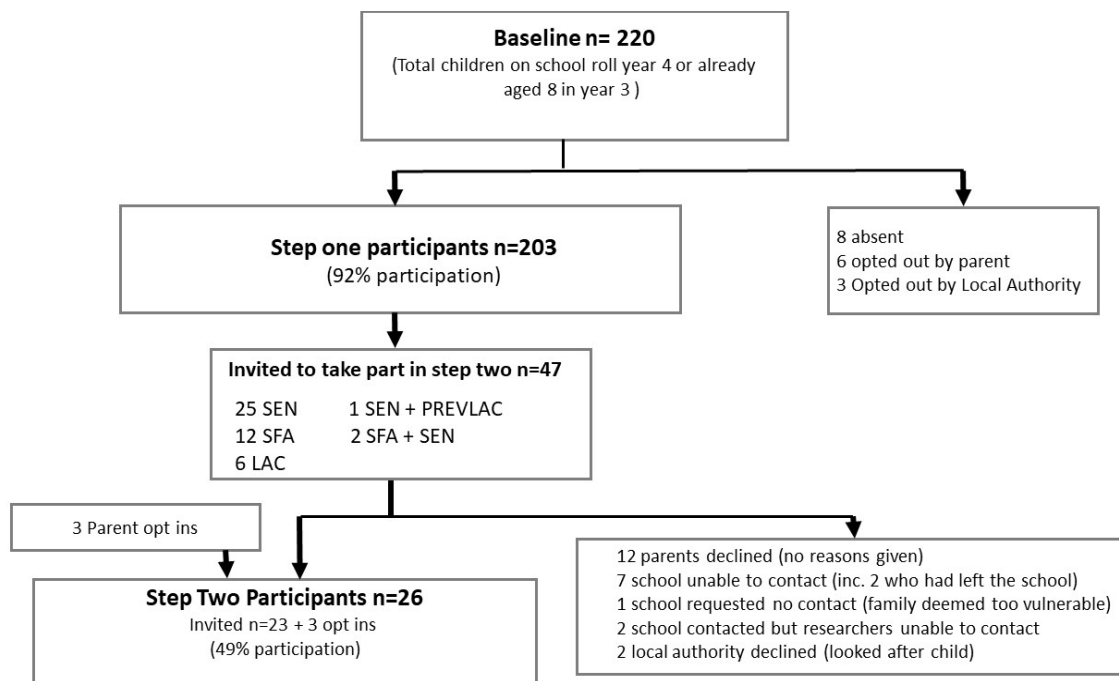 Baseline n= 220
(Total children on school roll year 4 or already
aged 8 in year 3 )
Step one participants n=203
(92% participation)
8 absent
6 opted out by parent
3 Opted out by Local Authority
Invited to take part in step two n=47
25 SEN 1 SEN + PREVLAC
12 SFA 2 SFA + SEN
6 LAC
3 Parent opt ins
Step Two Participants n=26
Invited n=23 + 3 opt ins
(49% participation)
12 parents declined (no reasons given)
7 school unable to contact (inc. 2 who had left the school)
1 school requested no contact (family deemed too vulnerable)
2 school contacted but researchers unable to contact
2 local authority declined (looked after child)